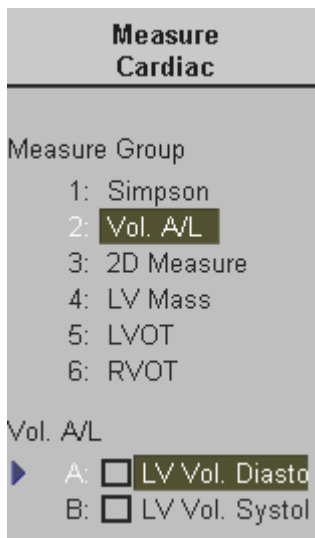 Measure
Cardiac
Measure Group
1: Simpson
2: Vol. A/L
3: 2D Measure
4: LV Mass
5: LVOT
6: RVOT
Vol. A/L
A: LV Vol. Diasto
B: LV Vol. Systol